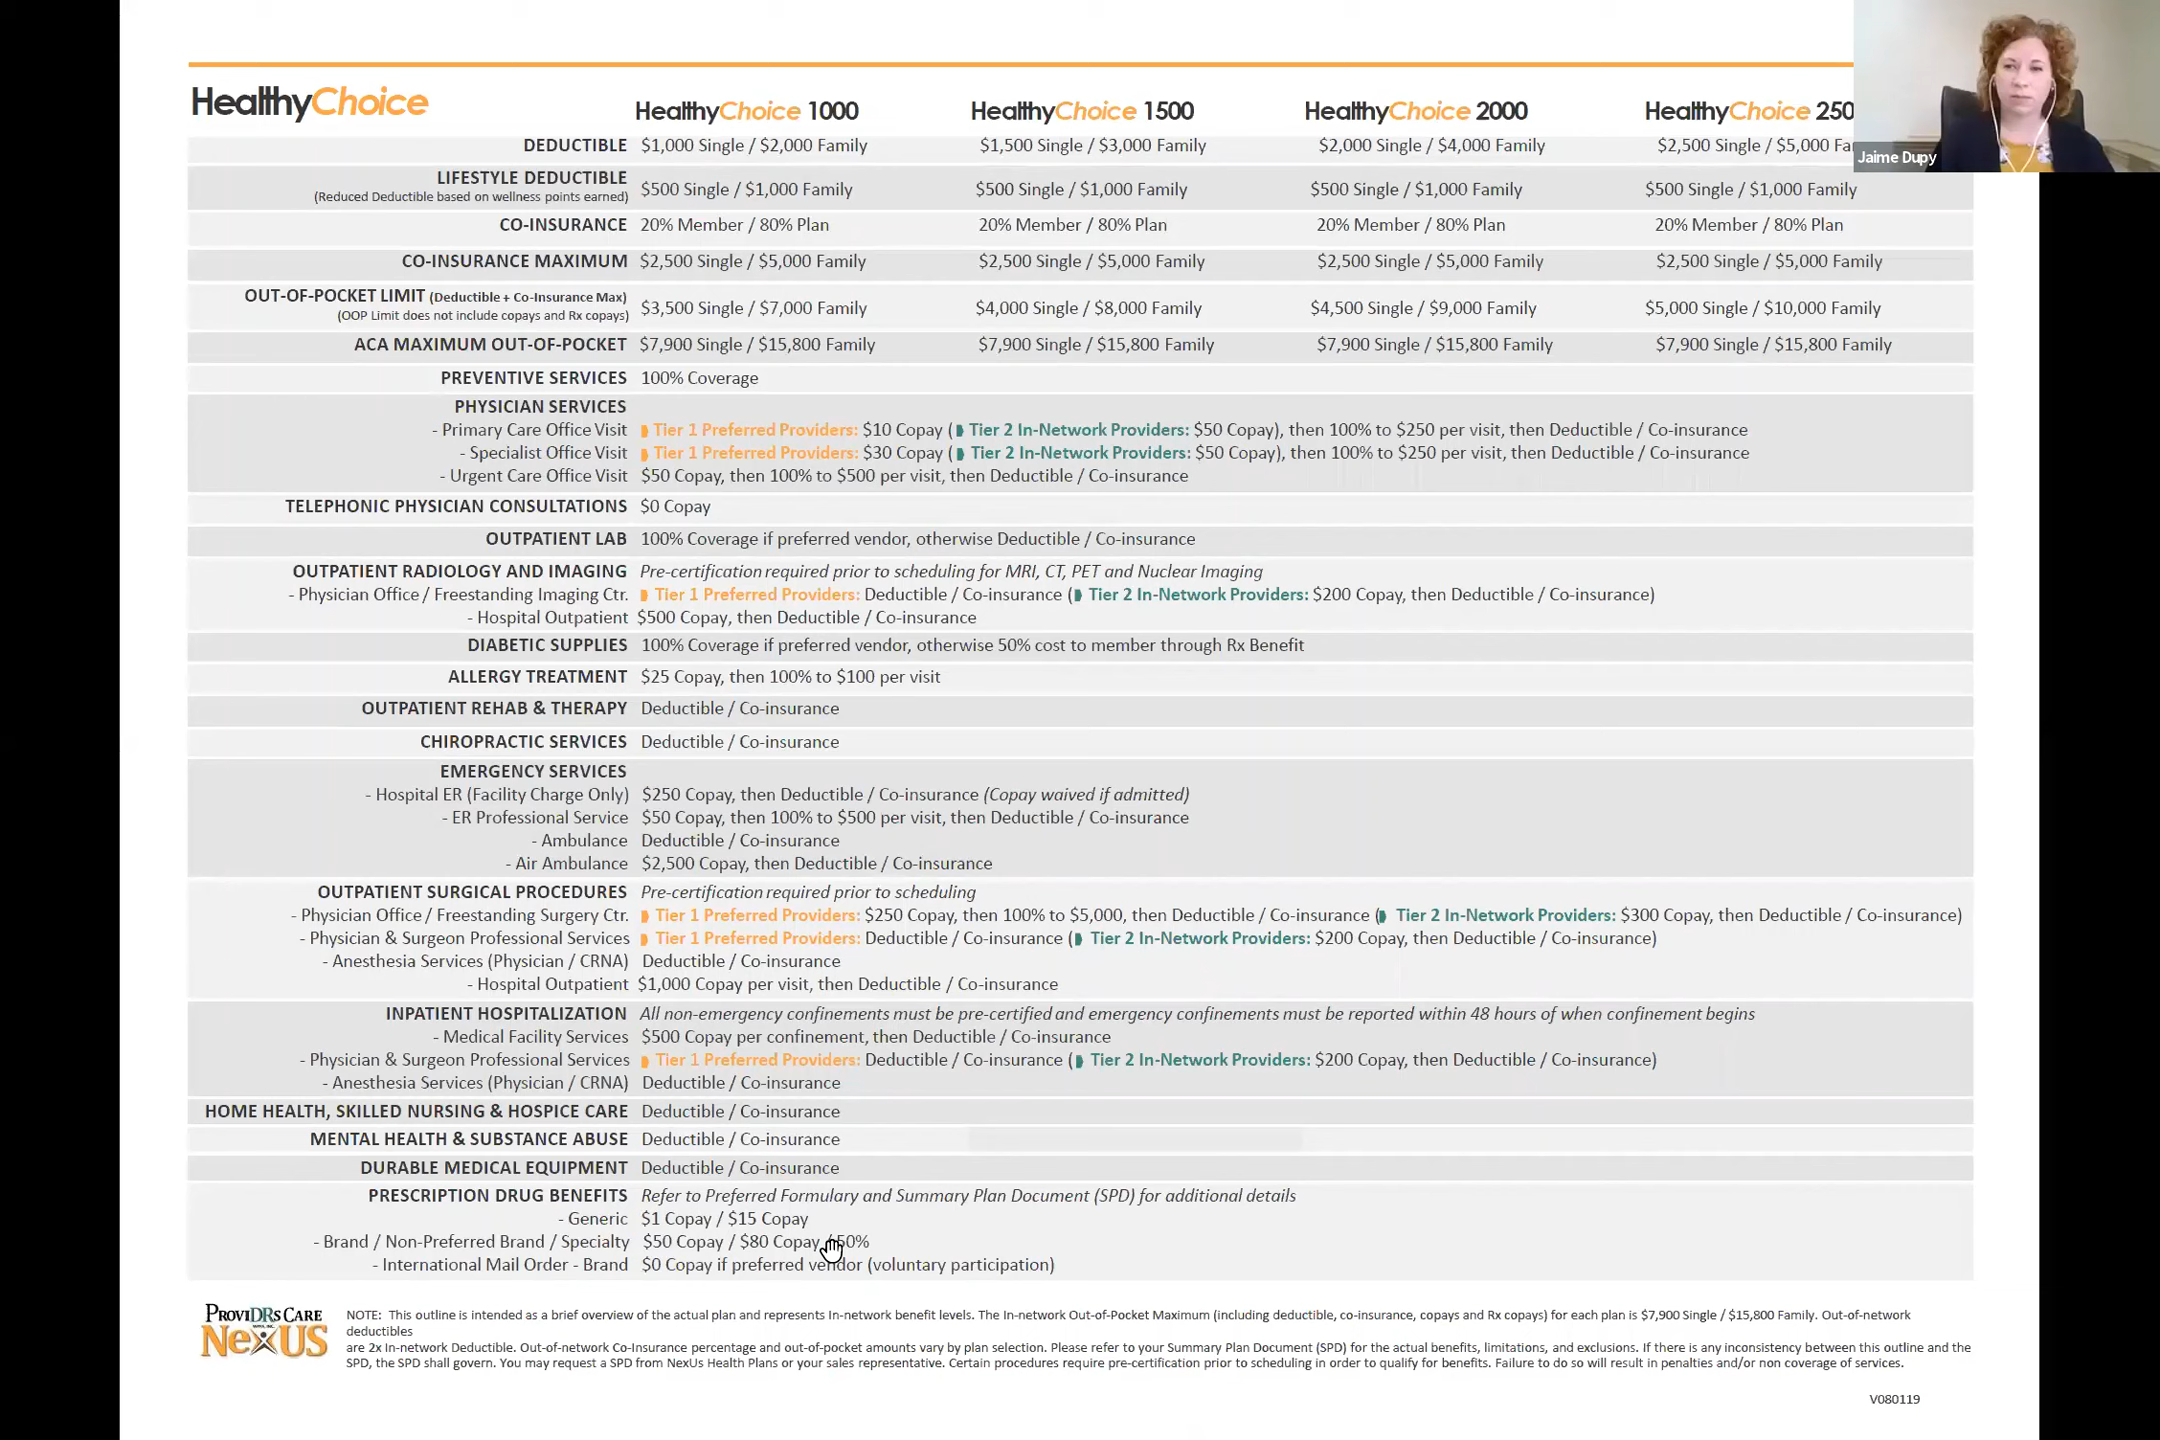 Jaime Dupy
HealthyChoice HealthyChoice 1000 HealthyChoice 1500 HealthyChoice 2000 HealthyChoice 250
DEDUCTIBLE $1,000 Single / $2,000 Family $1,500 Single / $3,000 Family $2,000 Single / $4,000 Family $2,500 Single / $5,000 Fa
LIFESTYLE DEDUCTIBLE
(Reduced Deductible based on wellness points earned) $500 Single / $1,000 Family $500 Single / $1,000 Family $500 Single / $1,000 Family $500 Single / $1,000 Family
CO-INSURANCE 20% Member / 80% Plan 20% Member / 80% Plan 20% Member / 80% Plan 20% Member / 80% Plan
CO-INSURANCE MAXIMUM $2,500 Single / $5,000 Family $2,500 Single / $5,000 Family $2,500 Single / $5,000 Family $2,500 Single / $5,000 Family
OUT-OF-POCKET LIMIT (Deductible + Co-Insurance Max)
(OOP Limit does not include copays and Rx copays) $3,500 Single / $7,000 Family $4,000 Single / $8,000 Family $4,500 Single / $9,000 Family $5,000 Single / $10,000 Family
ACA MAXIMUM OUT-OF-POCKET $7,900 Single / $15,800 Family $7,900 Single / $15,800 Family $7,900 Single / $15,800 Family $7,900 Single / $15,800 Family
PREVENTIVE SERVICES 100% Coverage
PHYSICIAN SERVICES
- Primary Care Office Visit Tier 1 Preferred Providers: $10 Copay ( Tier 2 In-Network Providers: $50 Copay), then 100% to $250 per visit, then Deductible / Co-insurance
- Specialist Office Visit Tier 1 Preferred Providers: $30 Copay ( Tier 2 In-Network Providers: $50 Copay), then 100% to $250 per visit, then Deductible / Co-insurance
- Urgent Care Office Visit $50 Copay, then 100% to $500 per visit, then Deductible / Co-insurance
TELEPHONIC PHYSICIAN CONSULTATIONS $0 Copay
OUTPATIENT LAB 100% Coverage if preferred vendor, otherwise Deductible / Co-insurance
OUTPATIENT RADIOLOGY AND IMAGING Pre-certification required prior to scheduling for MRI, CT, PET and Nuclear Imaging
- Physician Office / Freestanding Imaging Ctr. Tier 1 Preferred Providers: Deductible / Co-insurance ( Tier 2 In-Network Providers: $200 Copay, then Deductible / Co-insurance)
- Hospital Outpatient $500 Copay, then Deductible / Co-insurance
DIABETIC SUPPLIES 100% Coverage if preferred vendor, otherwise 50% cost to member through Rx Benefit
ALLERGY TREATMENT $25 Copay, then 100% to $100 per visit
OUTPATIENT REHAB & THERAPY Deductible / Co-insurance
CHIROPRACTIC SERVICES Deductible / Co-insurance
EMERGENCY SERVICES
- Hospital ER (Facility Charge Only) $250 Copay, then Deductible / Co-insurance (Copay waived if admitted)
- ER Professional Service $50 Copay, then 100% to $500 per visit, then Deductible / Co-insurance
- Ambulance Deductible / Co-insurance
- Air Ambulance $2,500 Copay, then Deductible / Co-insurance
OUTPATIENT SURGICAL PROCEDURES Pre-certification required prior to scheduling
- Physician Office / Freestanding Surgery Ctr. Tier 1 Preferred Providers: $250 Copay, then 100% to $5,000, then Deductible / Co-insurance ( Tier 2 In-Network Providers: $300 Copay, then Deductible / Co-insurance)
- Physician & Surgeon Professional Services Tier 1 Preferred Providers: Deductible / Co-insurance ( Tier 2 In-Network Providers: $200 Copay, then Deductible / Co-insurance)
- Anesthesia Services (Physician / CRNA) Deductible / Co-insurance
- Hospital Outpatient $1,000 Copay per visit, then Deductible / Co-insurance
INPATIENT HOSPITALIZATION All non-emergency confinements must be pre-certified and emergency confinements must be reported within 48 hours of when confinement begins
- Medical Facility Services $500 Copay per confinement, then Deductible / Co-insurance
- Physician & Surgeon Professional Services Tier 1 Preferred Providers: Deductible / Co-insurance ( Tier 2 In-Network Providers: $200 Copay, then Deductible / Co-insurance)
- Anesthesia Services (Physician / CRNA) Deductible / Co-insurance
HOME HEALTH, SKILLED NURSING & HOSPICE CARE Deductible / Co-insurance
MENTAL HEALTH & SUBSTANCE ABUSE Deductible / Co-insurance
DURABLE MEDICAL EQUIPMENT Deductible / Co-insurance
PRESCRIPTION DRUG BENEFITS Refer to Preferred Formulary and Summary Plan Document (SPD) for additional details
- Generic $1 Copay / $15 Copay
- Brand / Non-Preferred Brand / Specialty $50 Copay / $80 Copay / 50%
- International Mail Order - Brand $0 Copay if preferred vendor (voluntary participation)
PROVIDRS CARE
NEXUS
NOTE: This outline is intended as a brief overview of the actual plan and represents In-network benefit levels. The In-network Out-of-Pocket Maximum (including deductible, co-insurance, copays and Rx copays) for each plan is $7,900 Single / $15,800 Family. Out-of-network
deductibles
are 2x In-network Deductible. Out-of-network Co-Insurance percentage and out-of-pocket amounts vary by plan selection. Please refer to your Summary Plan Document (SPD) for the actual benefits, limitations, and exclusions. If there is any inconsistency between this outline and the
SPD, the SPD shall govern. You may request a SPD from NexUs Health Plans or your sales representative. Certain procedures require pre-certification prior to scheduling in order to qualify for benefits. Failure to do so will result in penalties and/or non coverage of services.
V080119